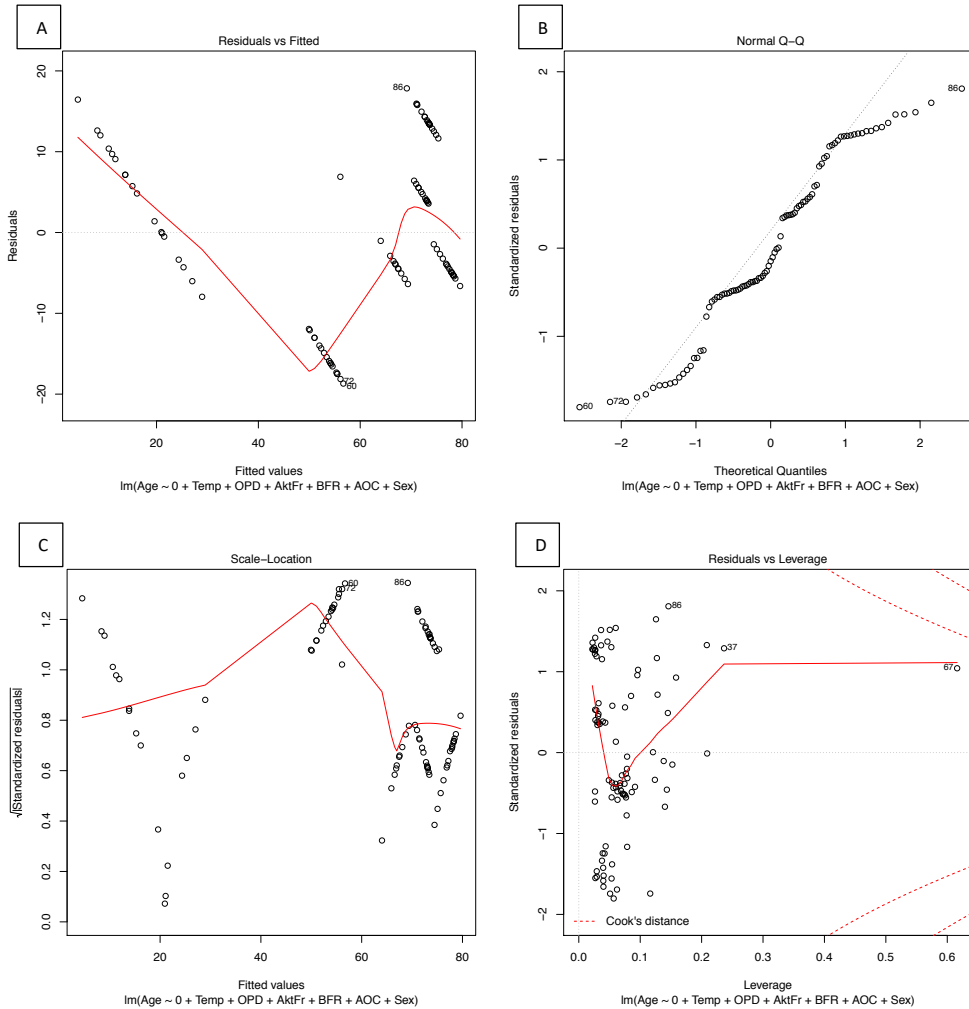 A
Residuals vs Fitted
Residuals
20
10
0
-10
-20
86
72
60
20
40
60
80
Fitted values
lm(Age ~ 0 + Temp + OPD + AktFr + BFR + AOC + Sex)
B
Normal Q-Q
Standardized residuals
2
1
0
-1
86
60
72
-2
-1
0
1
2
Theoretical Quantiles
lm(Age ~ 0 + Temp + OPD + AktFr + BFR + AOC + Sex)
C
Scale-Location
√|Standardized residuals|
1.2
1.0
0.8
0.6
0.4
0.2
0.0
60
72
86
20
40
60
80
Fitted values
lm(Age ~ 0 + Temp + OPD + AktFr + BFR + AOC + Sex)
D
Residuals vs Leverage
Standardized residuals
2
1
0
-1
-2
86
37
67
Cook's distance
0.0
0.1
0.2
0.3
0.4
0.5
0.6
Leverage
lm(Age ~ 0 + Temp + OPD + AktFr + BFR + AOC + Sex)